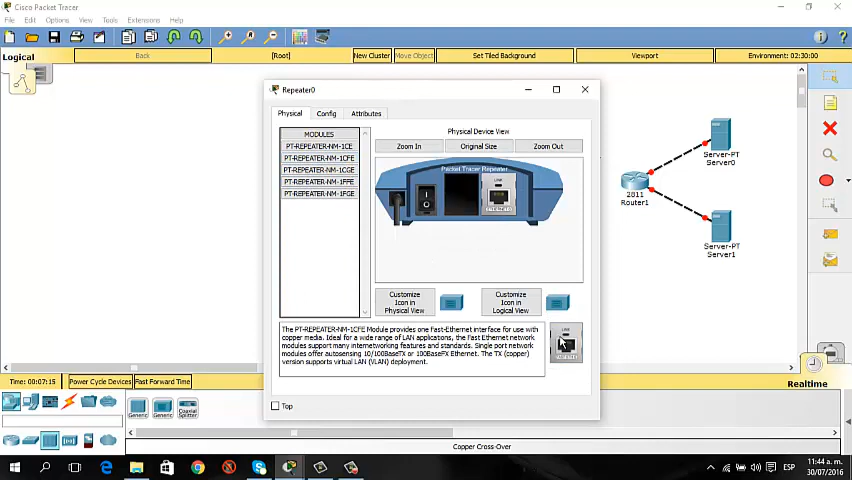 Cisco Packet Tracer
File Edit Options View Tools Extensions Help
Logical
Back
[Root]
New Cluster
Move Object
Set Tiled Background
Viewport
Environment: 02:30:00
Repeater0
Physical
Config
Attributes
MODULES
PT-REPEATER-NM-1CE
PT-REPEATER-NM-1CFE
PT-REPEATER-NM-1CGE
PT-REPEATER-NM-1FFE
PT-REPEATER-NM-1FGE
Physical Device View
Zoom In
Original Size
Zoom Out
Packet Tracer Repeater
LINK
Customize
Icon in
Physical View
Customize
Icon in
Logical View
The PT-REPEATER-NM-1CFE Module provides one Fast-Ethernet interface for use with
copper media. Ideal for a wide range of LAN applications, the Fast Ethernet network
modules support many internetworking features and standards. Single port network
modules offer autosensing 10/100BaseTX or 100BaseFX Ethernet. The TX (copper)
version supports virtual LAN (VLAN) deployment.
Top
2811
Router1
Server-PT
Server0
Server-PT
Server1
Time: 00:07:15
Power Cycle Devices
Fast Forward Time
Realtime
Generic
Generic
Coaxial
Splitter
Copper Cross-Over
ESP
11:44 a. m.
30/07/2016